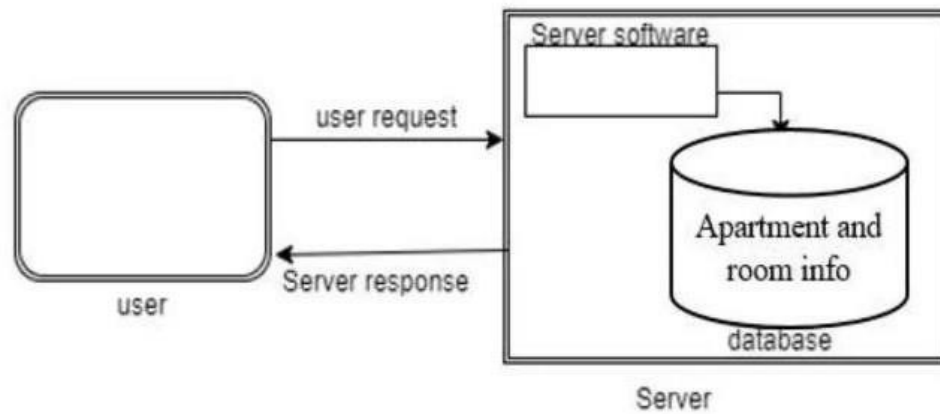 Server software
user request
Apartment and
room info
Server response
user
database
Server